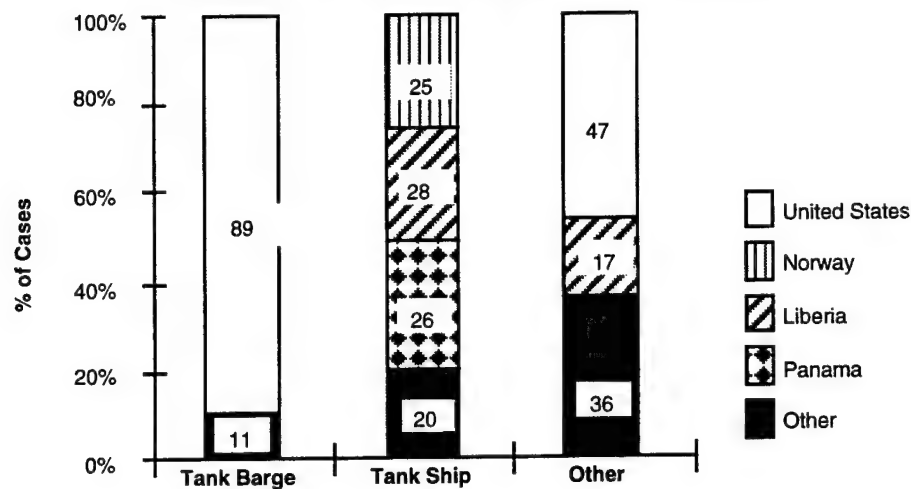 % of Cases
100%
80%
60%
40%
20%
0%
89
11
25
28
26
20
47
17
36
Tank Barge
Tank Ship
Other
United States
Norway
Liberia
Panama
Other